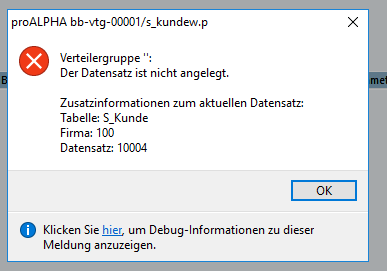 proALPHA bb-vtg-00001/s_kundew.p
Verteilergruppe '':
Der Datensatz ist nicht angelegt.
Zusatzinformationen zum aktuellen Datensatz:
Tabelle: S_Kunde
Firma: 100
Datensatz: 10004
OK
Klicken Sie hier, um Debug-Informationen zu dieser
Meldung anzuzeigen.